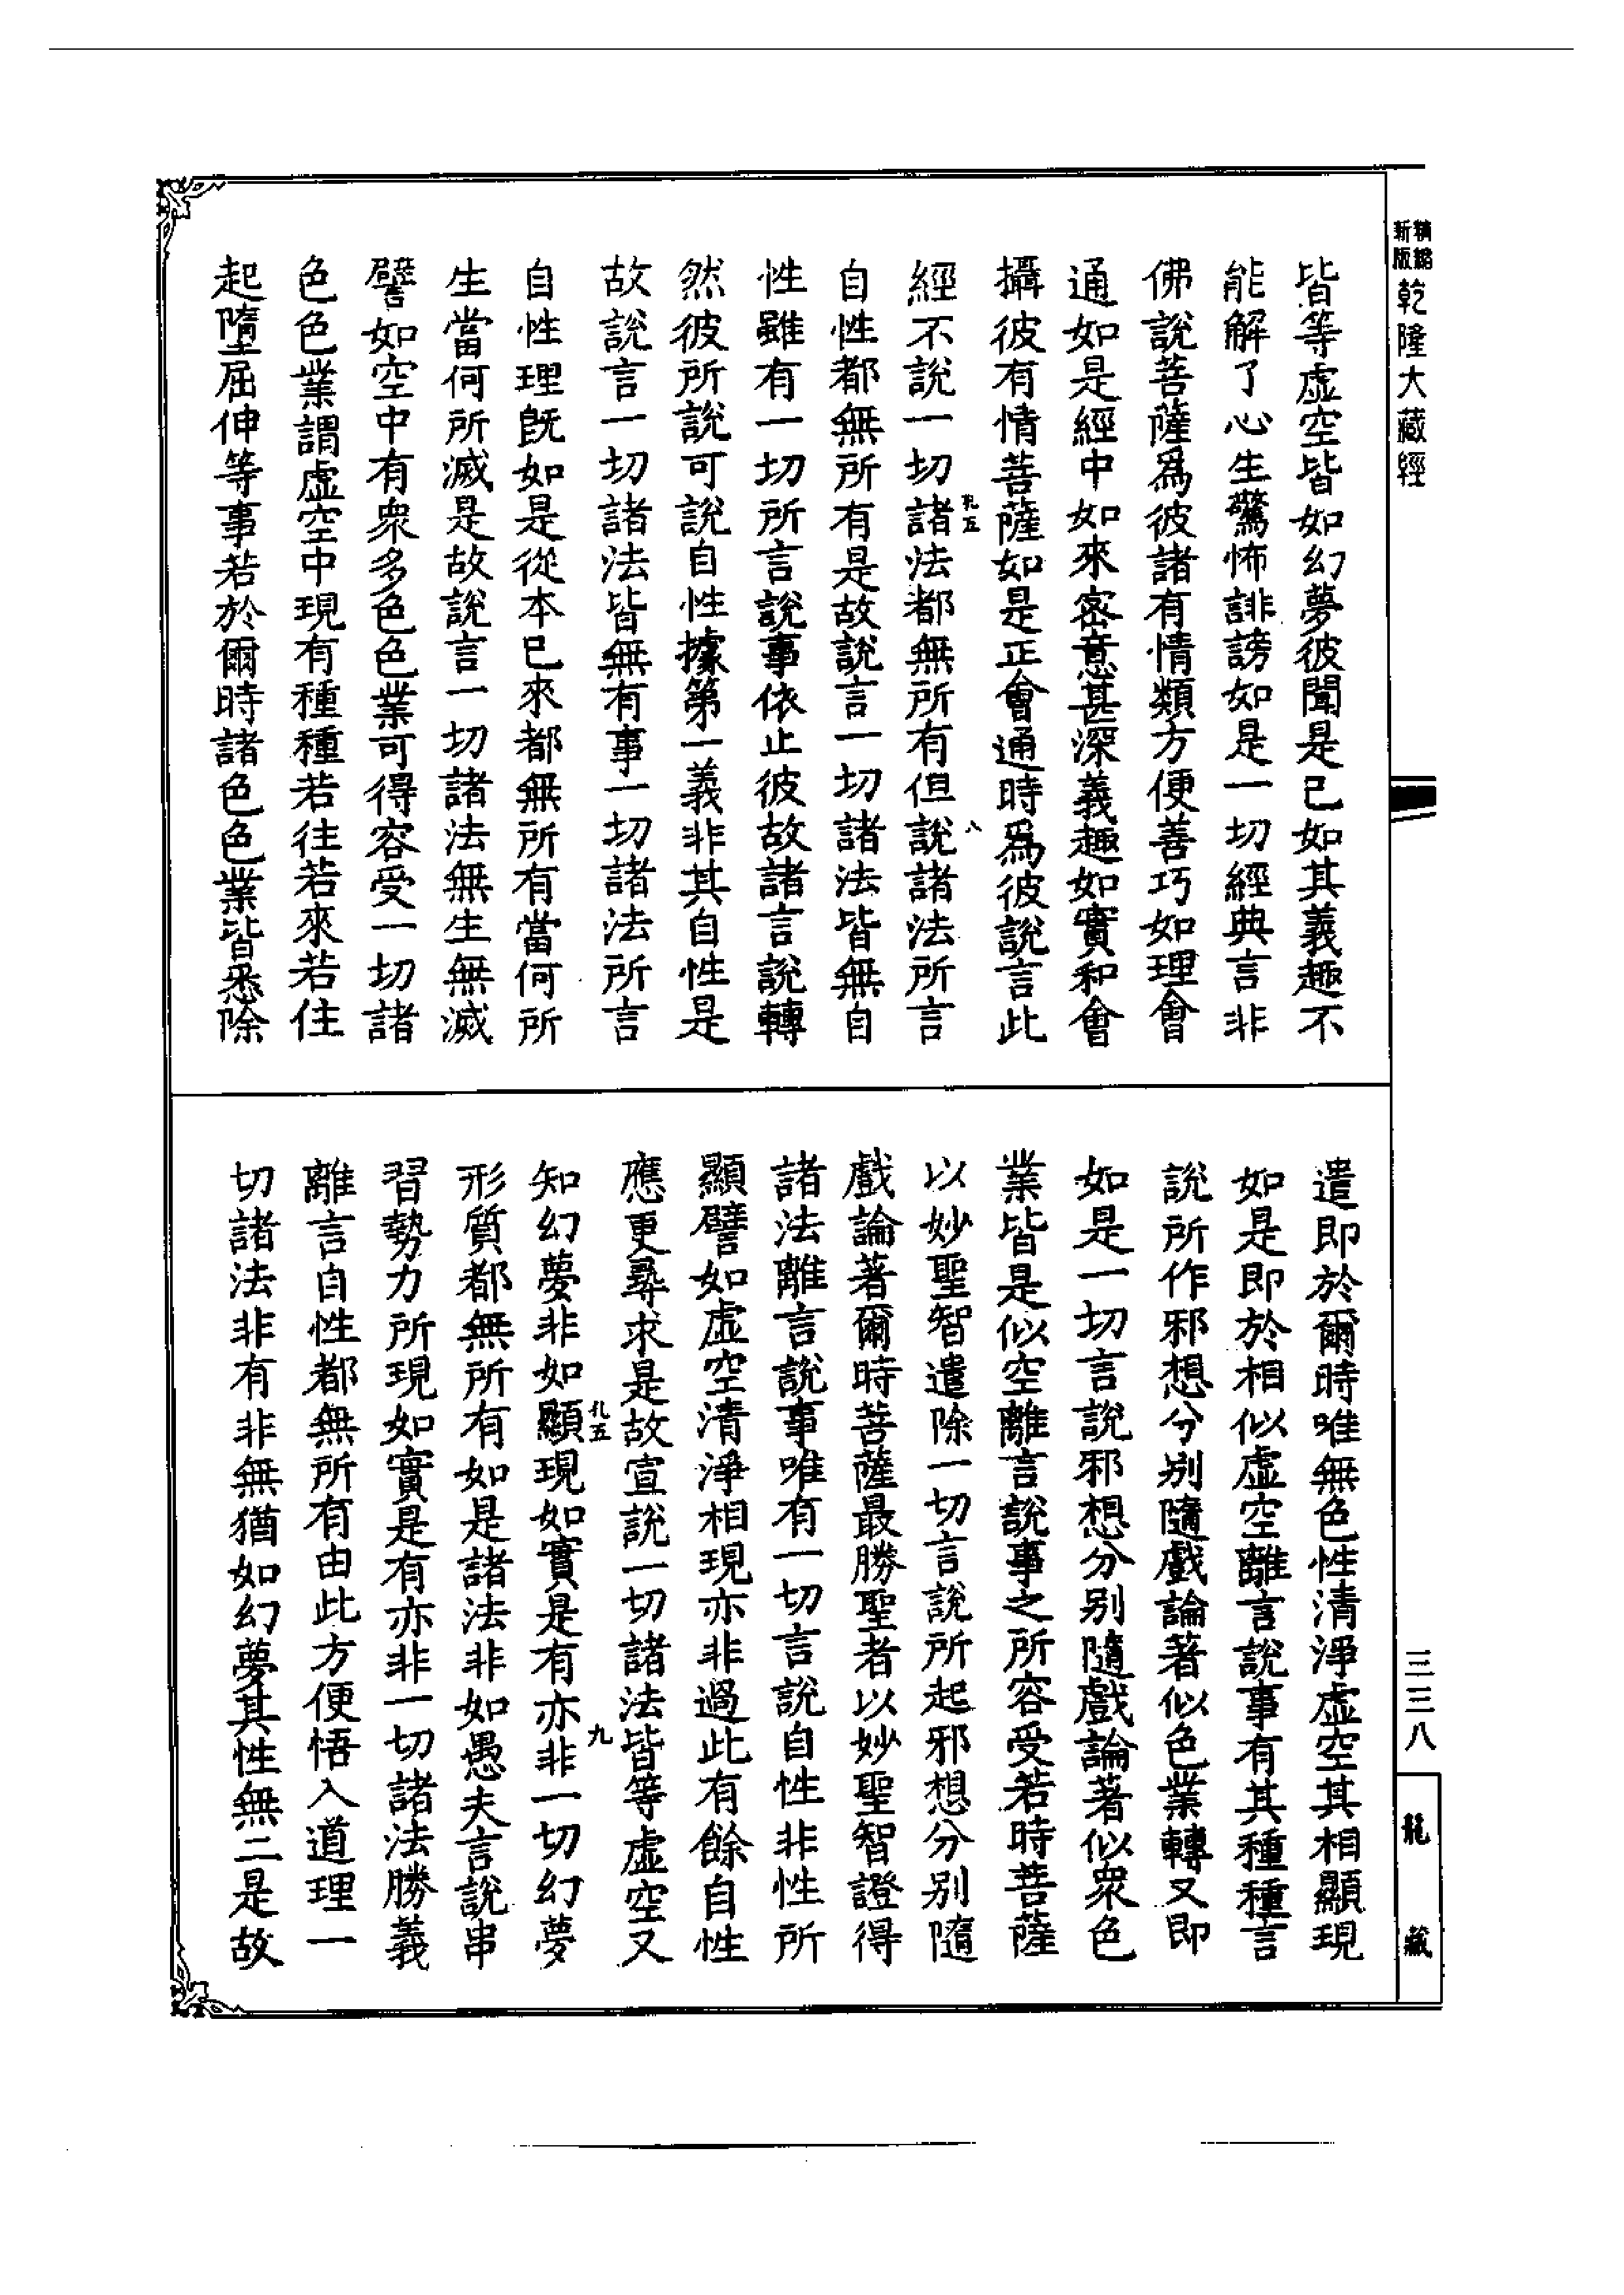 新版
精縮
乾隆大藏經
皆等虛空皆如幻夢彼聞是已如其義趣不
能解了心生驚怖誹謗如是一切經典言非
佛說菩薩爲彼諸有情類方便善巧如理會
通如是經中如來密意甚深義趣如實和會
攝彼有情菩薩如是正會通時爲彼說言此
經不說一切諸法都無所有但說諸法所言
孔五
八
自性都無所有是故說言一切諸法皆無自
性雖有一切所言說事依止彼故諸言說轉
然彼所說可說自性據第一義非其自性是
故說言一切諸法皆無有事一切諸法所言
自性理旣如是從本已來都無所有當何所
生當何所滅是故說言一切諸法無生無滅
譬如空中有眾多色色業可得容受一切諸
色色業謂虛空中現有種種若往若來若住
起墮屈伸等事若於爾時諸色色業皆悉除
遣即於爾時唯無色性清淨虛空其相顯現
如是即於相似虛空離言說事有其種種言
說所作邪想分別隨戲論著似色業轉又即
如是一切言說邪想分別隨戲論著似眾色
業皆是似空離言說事之所容受若時菩薩
以妙聖智遣除一切言說所起邪想分別隨
戲論著爾時菩薩最勝聖者以妙聖智證得
諸法離言說事唯有一切言說自性非性所
顯譬如虛空清淨相現亦非過此有餘自性
應更尋求是故宣說一切諸法皆等虛空又
孔五
九
知幻夢非如顯現如實是有亦非一切幻夢
形質都無所有如是諸法非如愚夫言說串
習勢力所現如實是有亦非一切諸法勝義
離言自性都無所有由此方便悟入道理一
切諸法非有非無猶如幻夢其性無二是故
三三八
龍藏